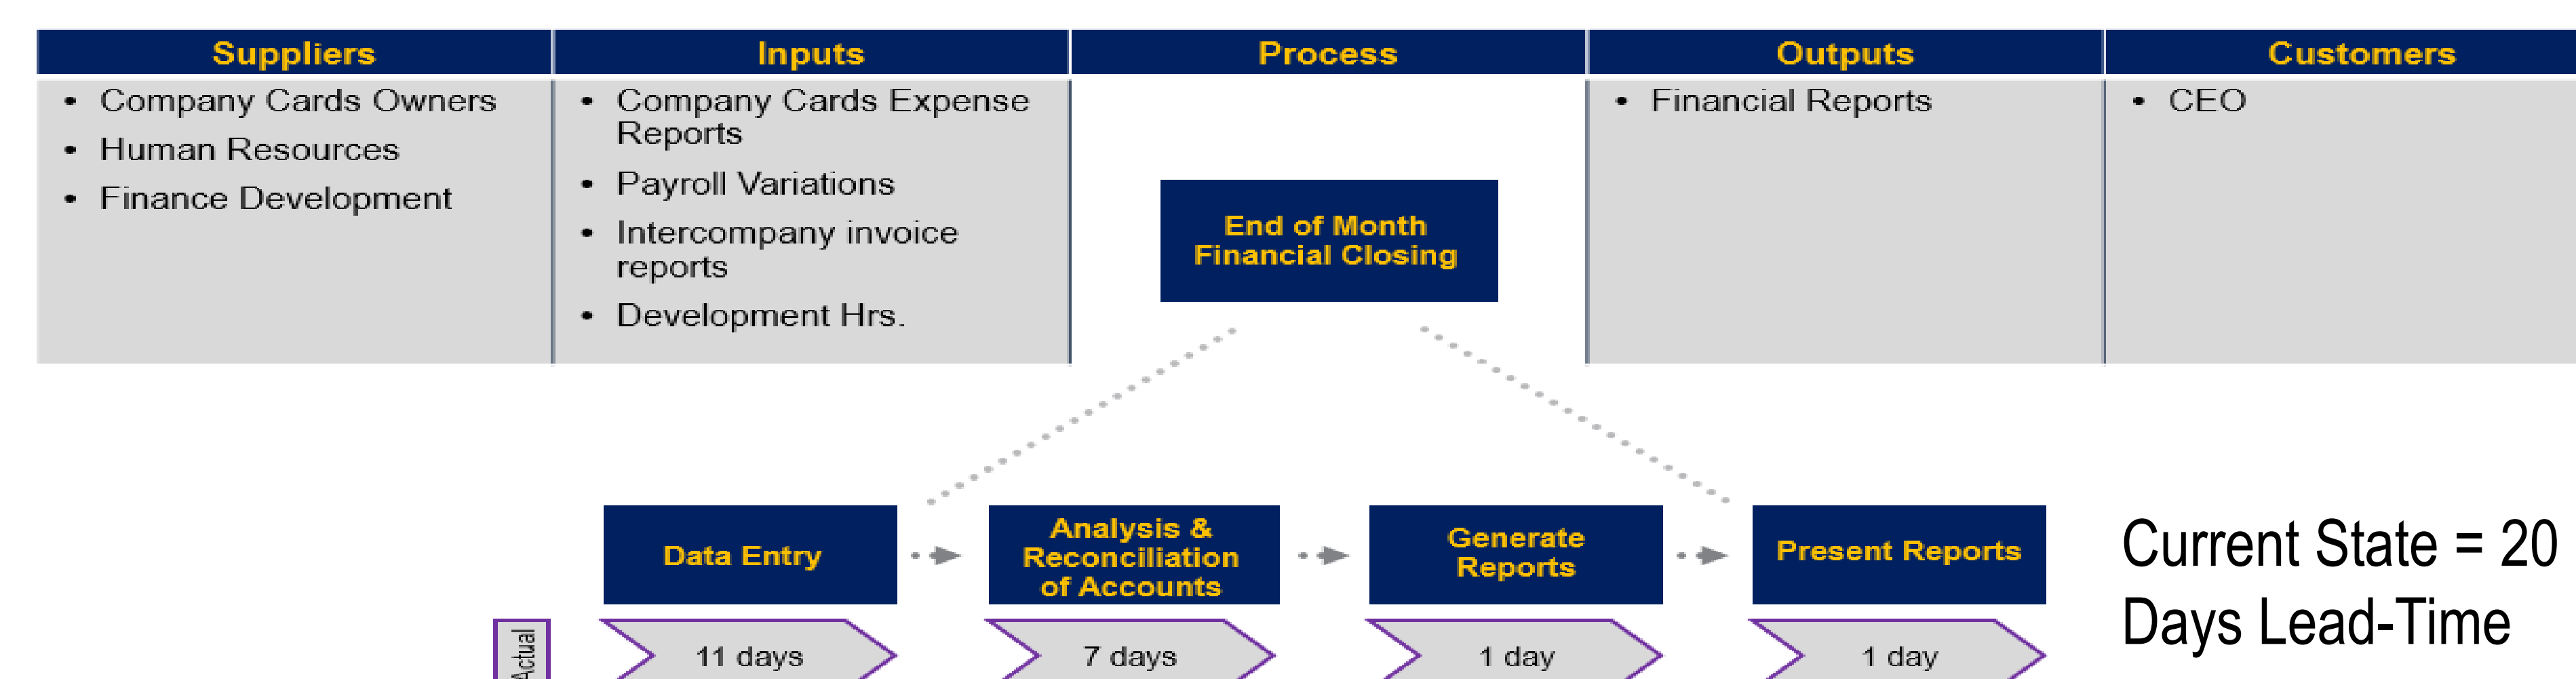 Suppliers
Inputs
Process
Outputs
Customers
• Company Cards Owners
• Human Resources
• Finance Development
• Company Cards Expense
Reports
• Payroll Variations
• Intercompany invoice
reports
• Development Hrs.
End of Month
Financial Closing
• Financial Reports
• CEO
Data Entry
Analysis &
Reconciliation
of Accounts
Generate
Reports
Present Reports
Current State = 20
Days Lead-Time
Actual
11 days
7 days
1 day
1 day